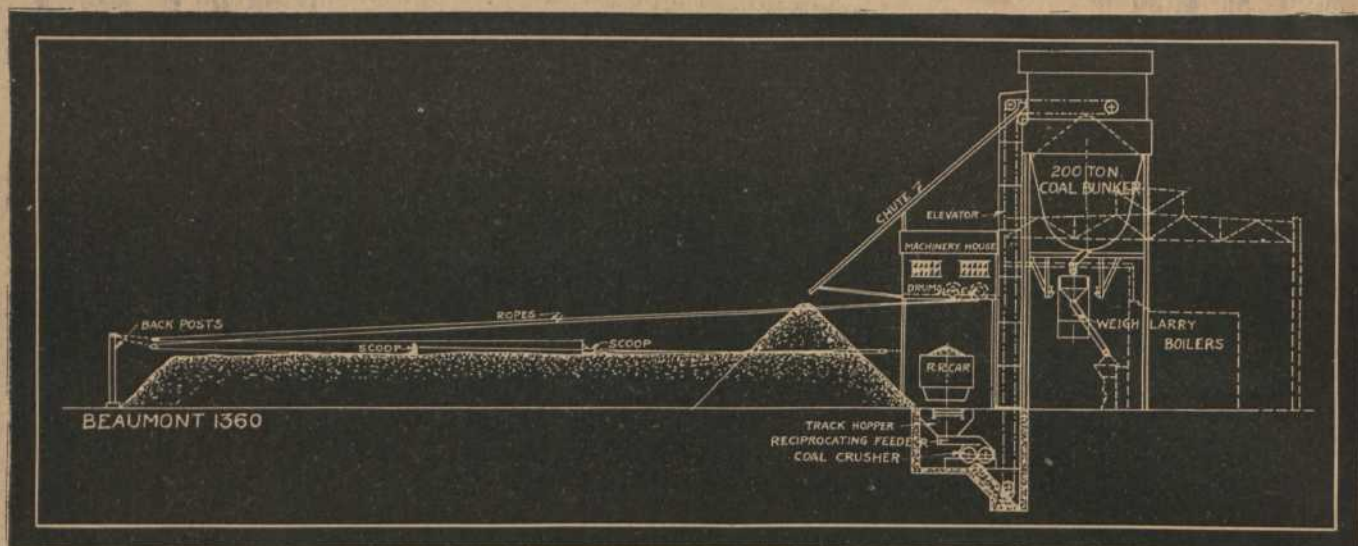 200 TON
COAL BUNKER
CHUTE
ELEVATOR
MACHINERY HOUSE
DRUMS
ROPES
BACK POSTS
SCOOP
SCOOP
WEIGH LARRY
BOILERS
R.R. CAR
BEAUMONT 1360
TRACK HOPPER
RECIPROCATING FEEDER
COAL CRUSHER